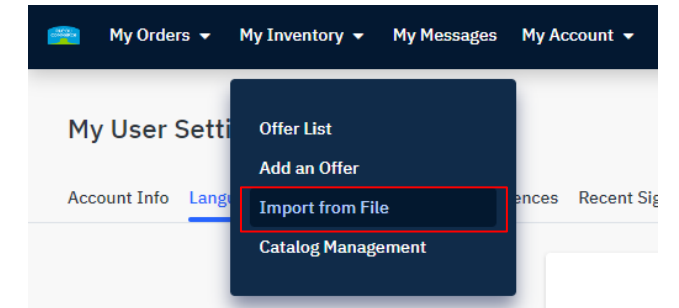 My Orders My Inventory My Messages My Account
My User Setti
Offer List
Add an Offer
Account Info Langu ences Recent Sig
Import from File
Catalog Management